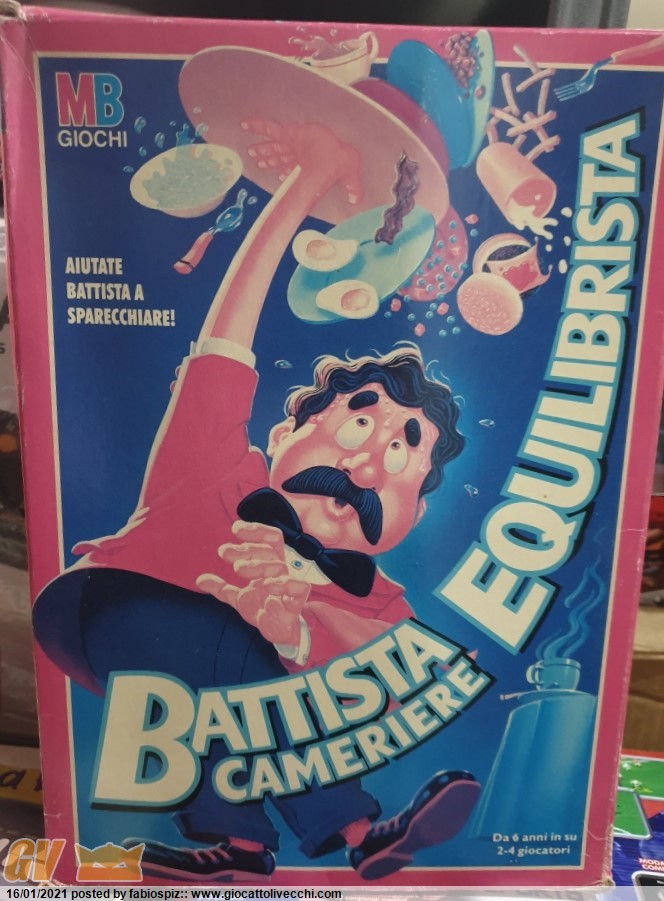 MB
GIOCHI
AIUTATE
BATTISTA A
SPARECCHIARE!
BATTISTA
CAMERIERE
EQUILIBRISTA
Da 6 anni in su
2-4 giocatori
GV
16/01/2021 posted by fabiospiz:: www.giocattolivecchi.com